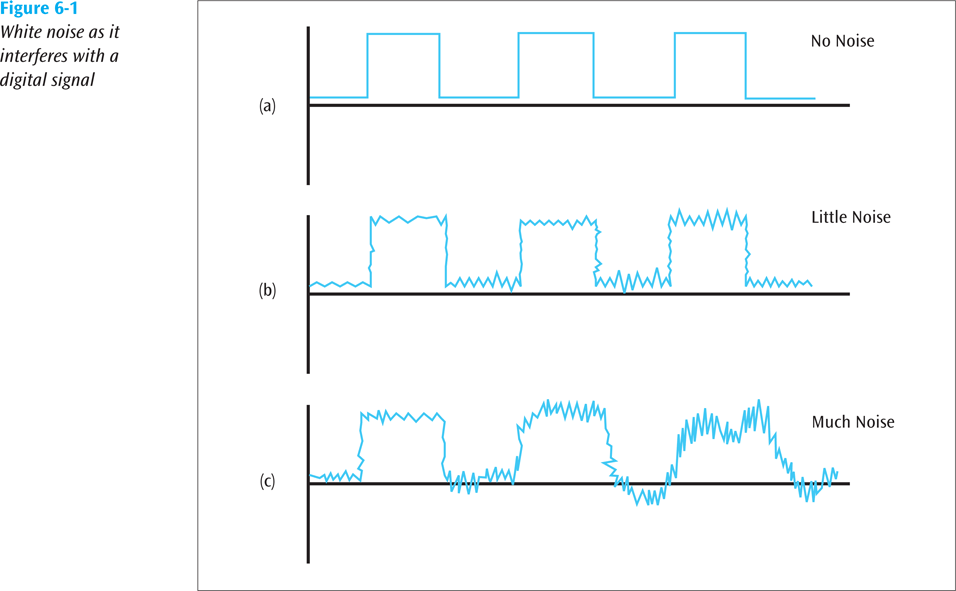 Figure 6-1
White noise as it
interferes with a
digital signal
No Noise
(a)
Little Noise
(b)
Much Noise
(c)